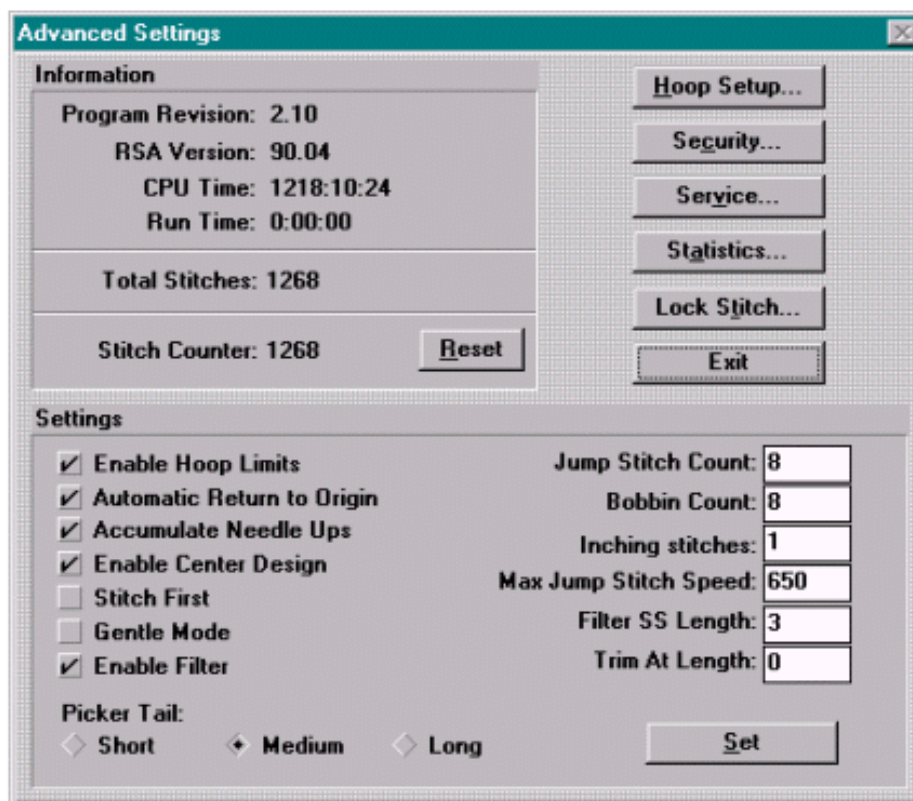 Advanced Settings
Information
Program Revision: 2.10
RSA Version: 90.04
CPU Time: 1218:10:24
Run Time: 0:00:00
Total Stitches: 1268
Stitch Counter: 1268
Reset
Hoop Setup...
Security...
Service...
Statistics...
Lock Stitch...
Exit
Settings
Enable Hoop Limits
Automatic Return to Origin
Accumulate Needle Ups
Enable Center Design
Stitch First
Gentle Mode
Enable Filter
Jump Stitch Count: 8
Bobbin Count: 8
Inching stitches: 1
Max Jump Stitch Speed: 650
Filter SS Length: 3
Trim At Length: 0
Picker Tail:
Short Medium Long
Set